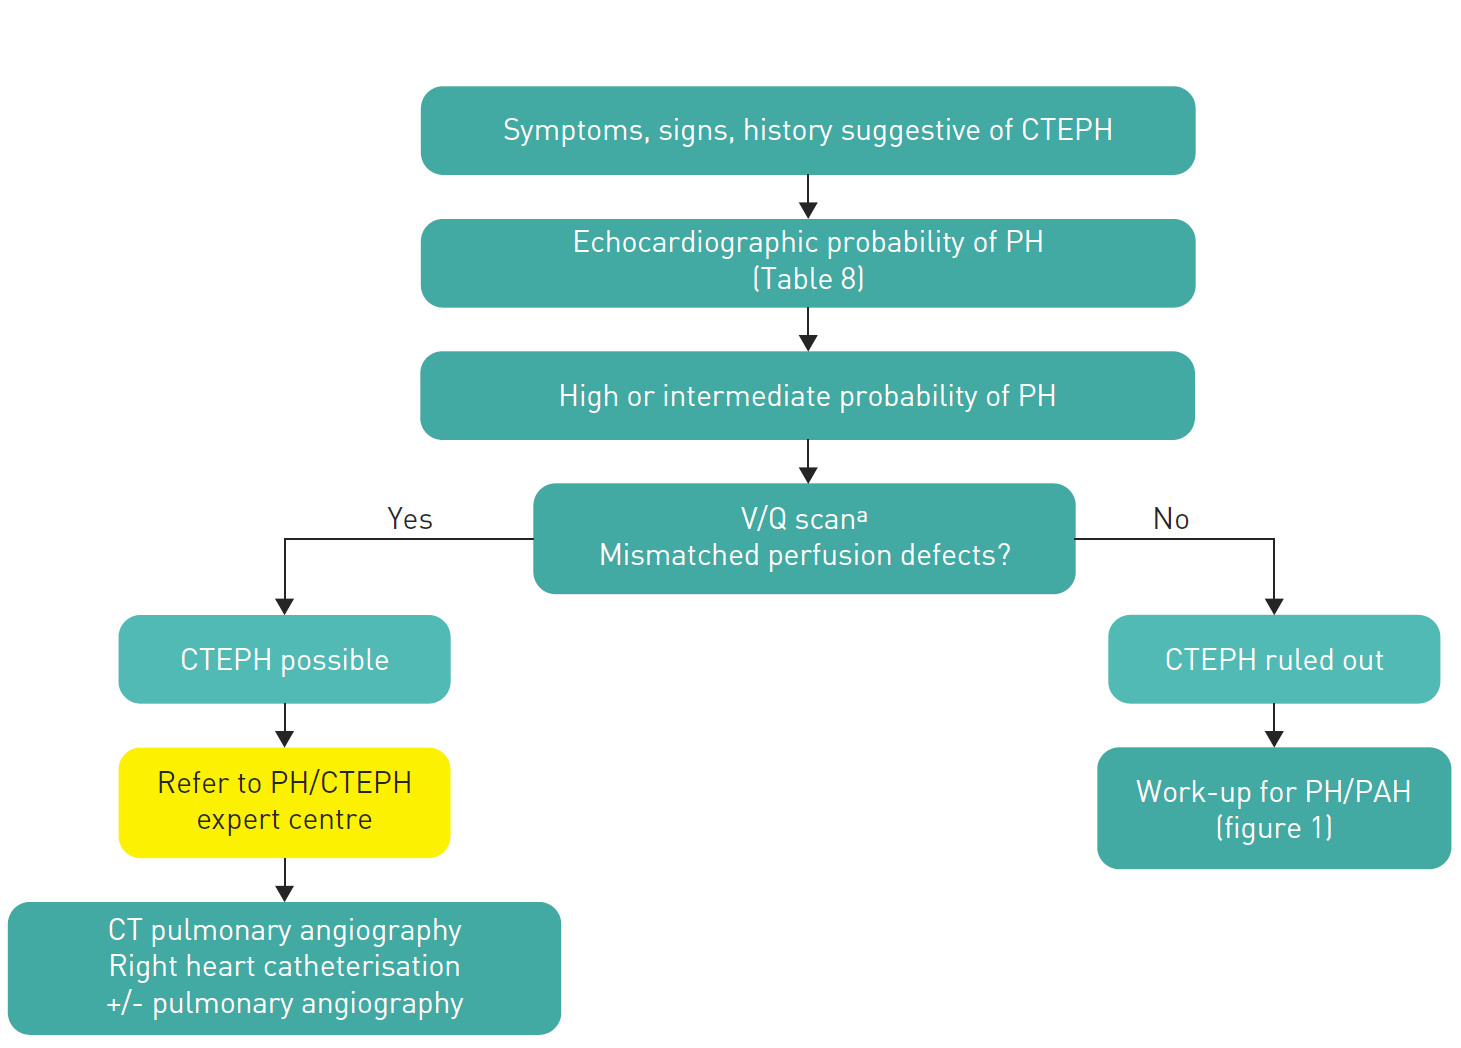 Symptoms, signs, history suggestive of CTEPH
Echocardiographic probability of PH
(Table 8)
High or intermediate probability of PH
V/Q scanª
Mismatched perfusion defects?
Yes
No
CTEPH possible
CTEPH ruled out
Refer to PH/CTEPH
expert centre
Work-up for PH/PAH
(figure 1)
CT pulmonary angiography
Right heart catheterisation
+/- pulmonary angiography